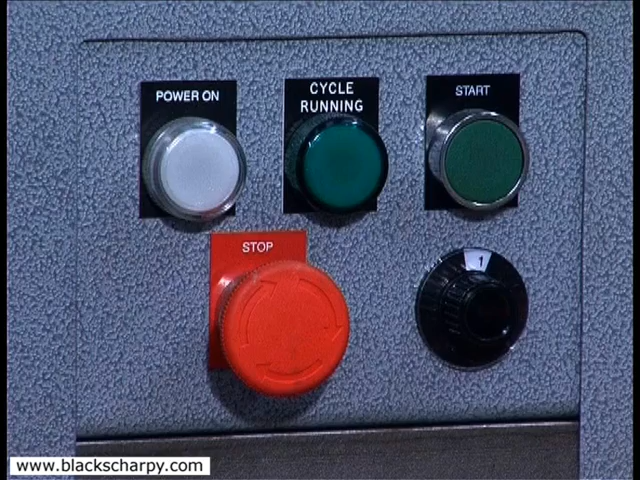 POWER ON
CYCLE
RUNNING
START
STOP
1
www.blackscharpy.com